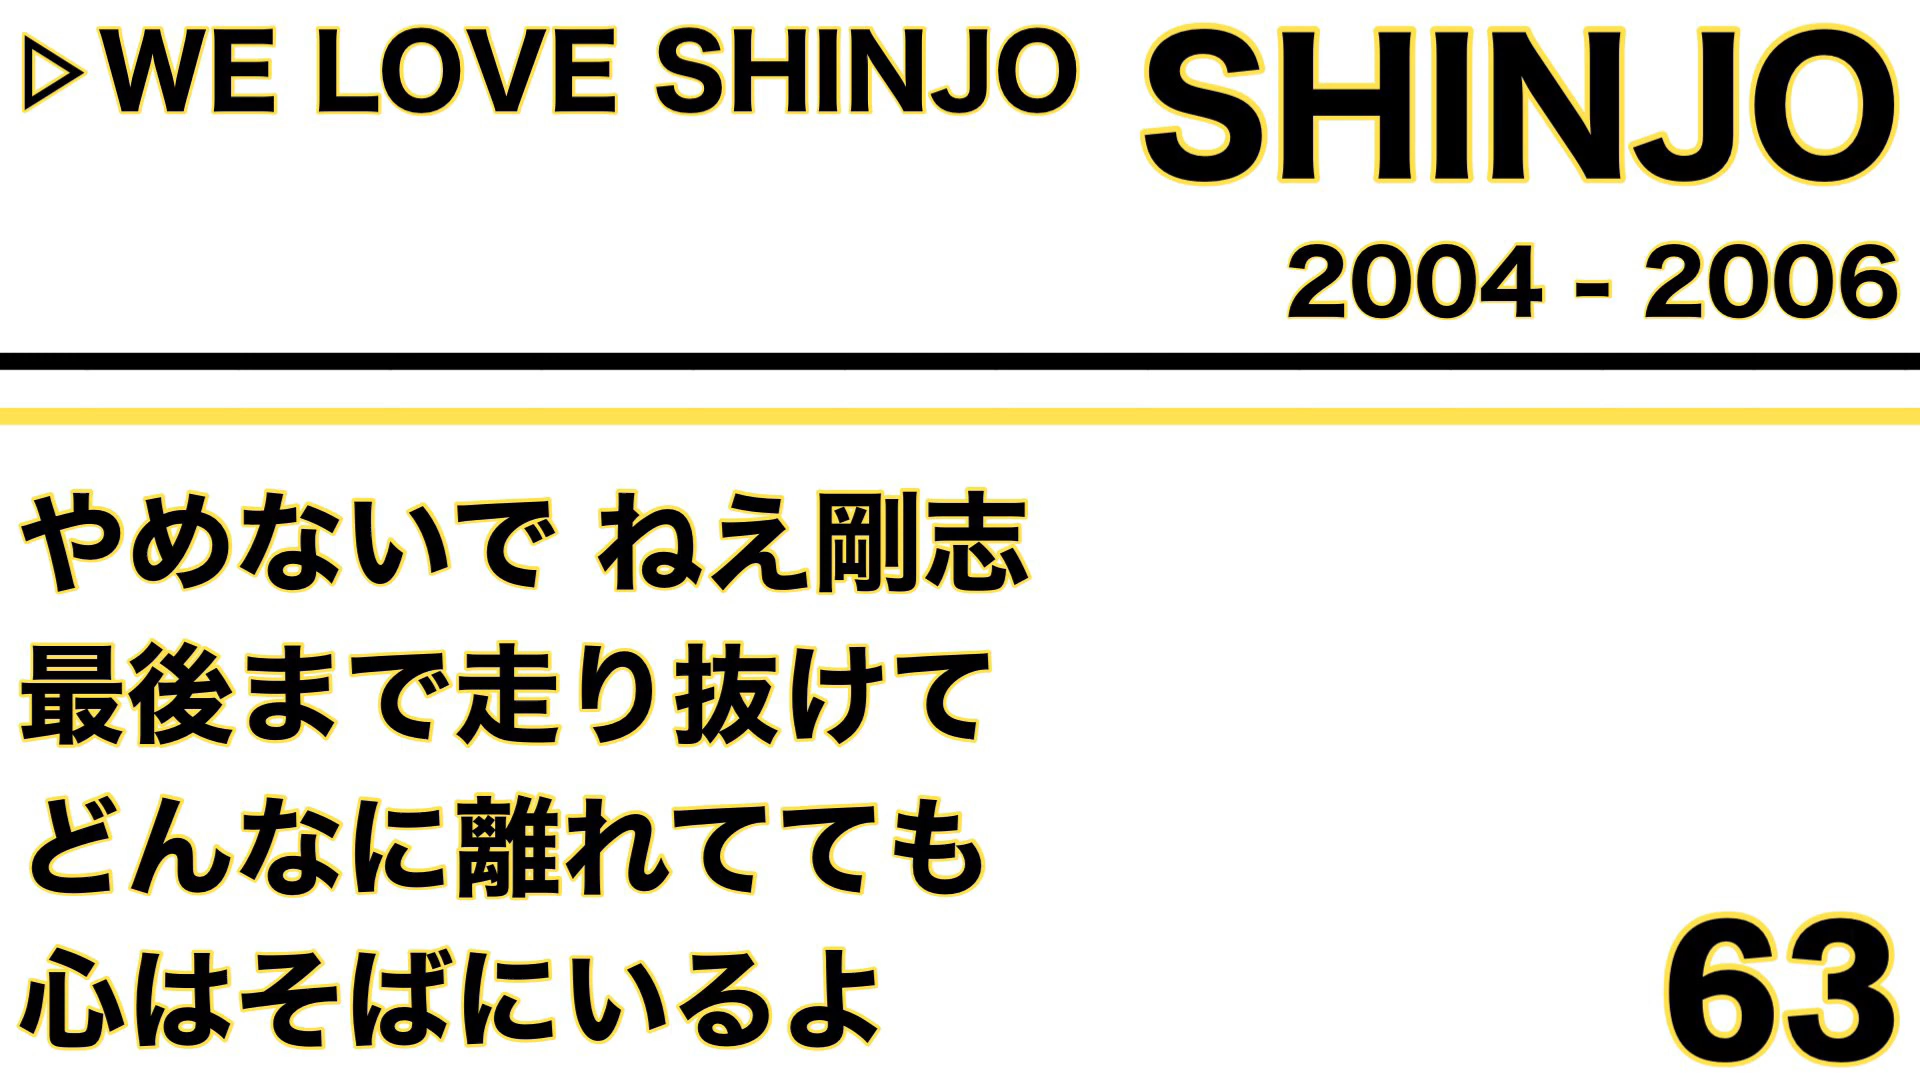 ▷WE LOVE SHINJO
SHINJO
2004 - 2006
やめないで ねえ剛志
最後まで走り抜けて
どんなに離れてても
心はそばにいるよ
63